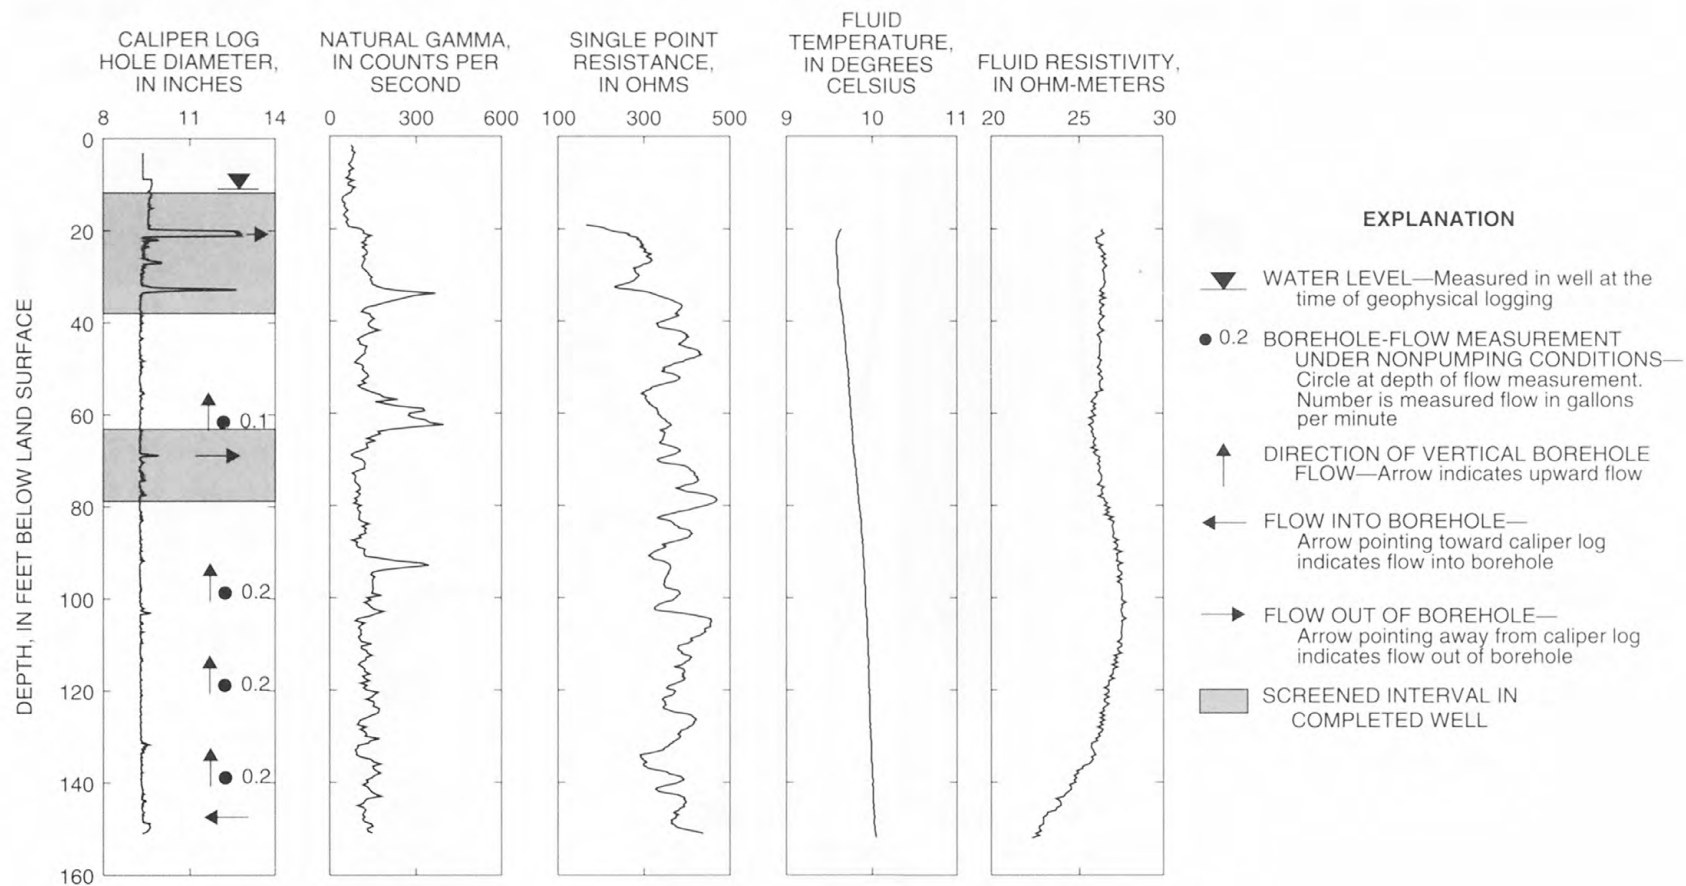 CALIPER LOG
HOLE DIAMETER,
IN INCHES
8 11 14
NATURAL GAMMA,
IN COUNTS PER
SECOND
0 300 600
SINGLE POINT
RESISTANCE,
IN OHMS
100 300 500
FLUID
TEMPERATURE,
IN DEGREES
CELSIUS
9 10 11
FLUID RESISTIVITY,
IN OHM-METERS
20 25 30
DEPTH, IN FEET BELOW LAND SURFACE
0
20
40
60
80
100
120
140
160
0.1
0.2
0.2
0.2
EXPLANATION
WATER LEVEL—Measured in well at the
time of geophysical logging
0.2 BOREHOLE-FLOW MEASUREMENT
UNDER NONPUMPING CONDITIONS—
Circle at depth of flow measurement.
Number is measured flow in gallons
per minute
DIRECTION OF VERTICAL BOREHOLE
FLOW—Arrow indicates upward flow
FLOW INTO BOREHOLE—
Arrow pointing toward caliper log
indicates flow into borehole
FLOW OUT OF BOREHOLE—
Arrow pointing away from caliper log
indicates flow out of borehole
SCREENED INTERVAL IN
COMPLETED WELL